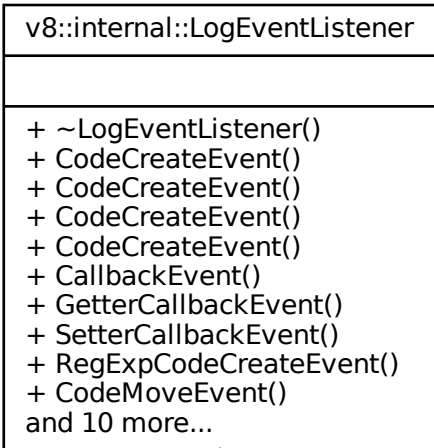 v8::internal::LogEventListener
+ ~LogEventListener()
+ CodeCreateEvent()
+ CodeCreateEvent()
+ CodeCreateEvent()
+ CodeCreateEvent()
+ CallbackEvent()
+ GetterCallbackEvent()
+ SetterCallbackEvent()
+ RegExpCodeCreateEvent()
+ CodeMoveEvent()
and 10 more...